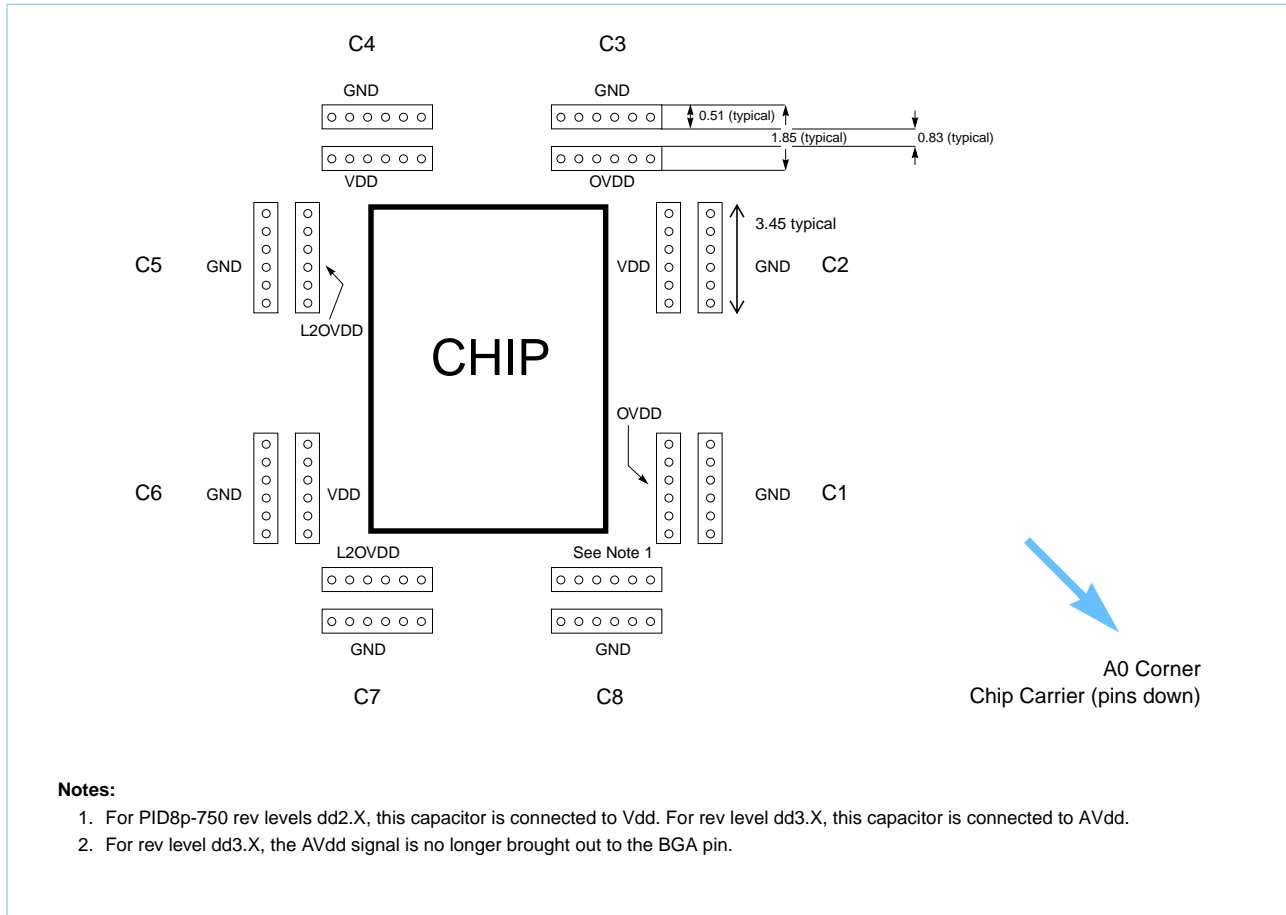 C4
C3
GND
GND
0.51 (typical)
1.85 (typical)
0.83 (typical)
VDD
OVDD
3.45 typical
C5
GND
VDD
GND
C2
L2OVDD
CHIP
OVDD
C6
GND
VDD
GND
C1
L2OVDD
See Note 1
GND
GND
A0 Corner
Chip Carrier (pins down)
C7
C8
Notes:
1. For PID8p-750 rev levels dd2.X, this capacitor is connected to Vdd. For rev level dd3.X, this capacitor is connected to AVdd.
2. For rev level dd3.X, the AVdd signal is no longer brought out to the BGA pin.